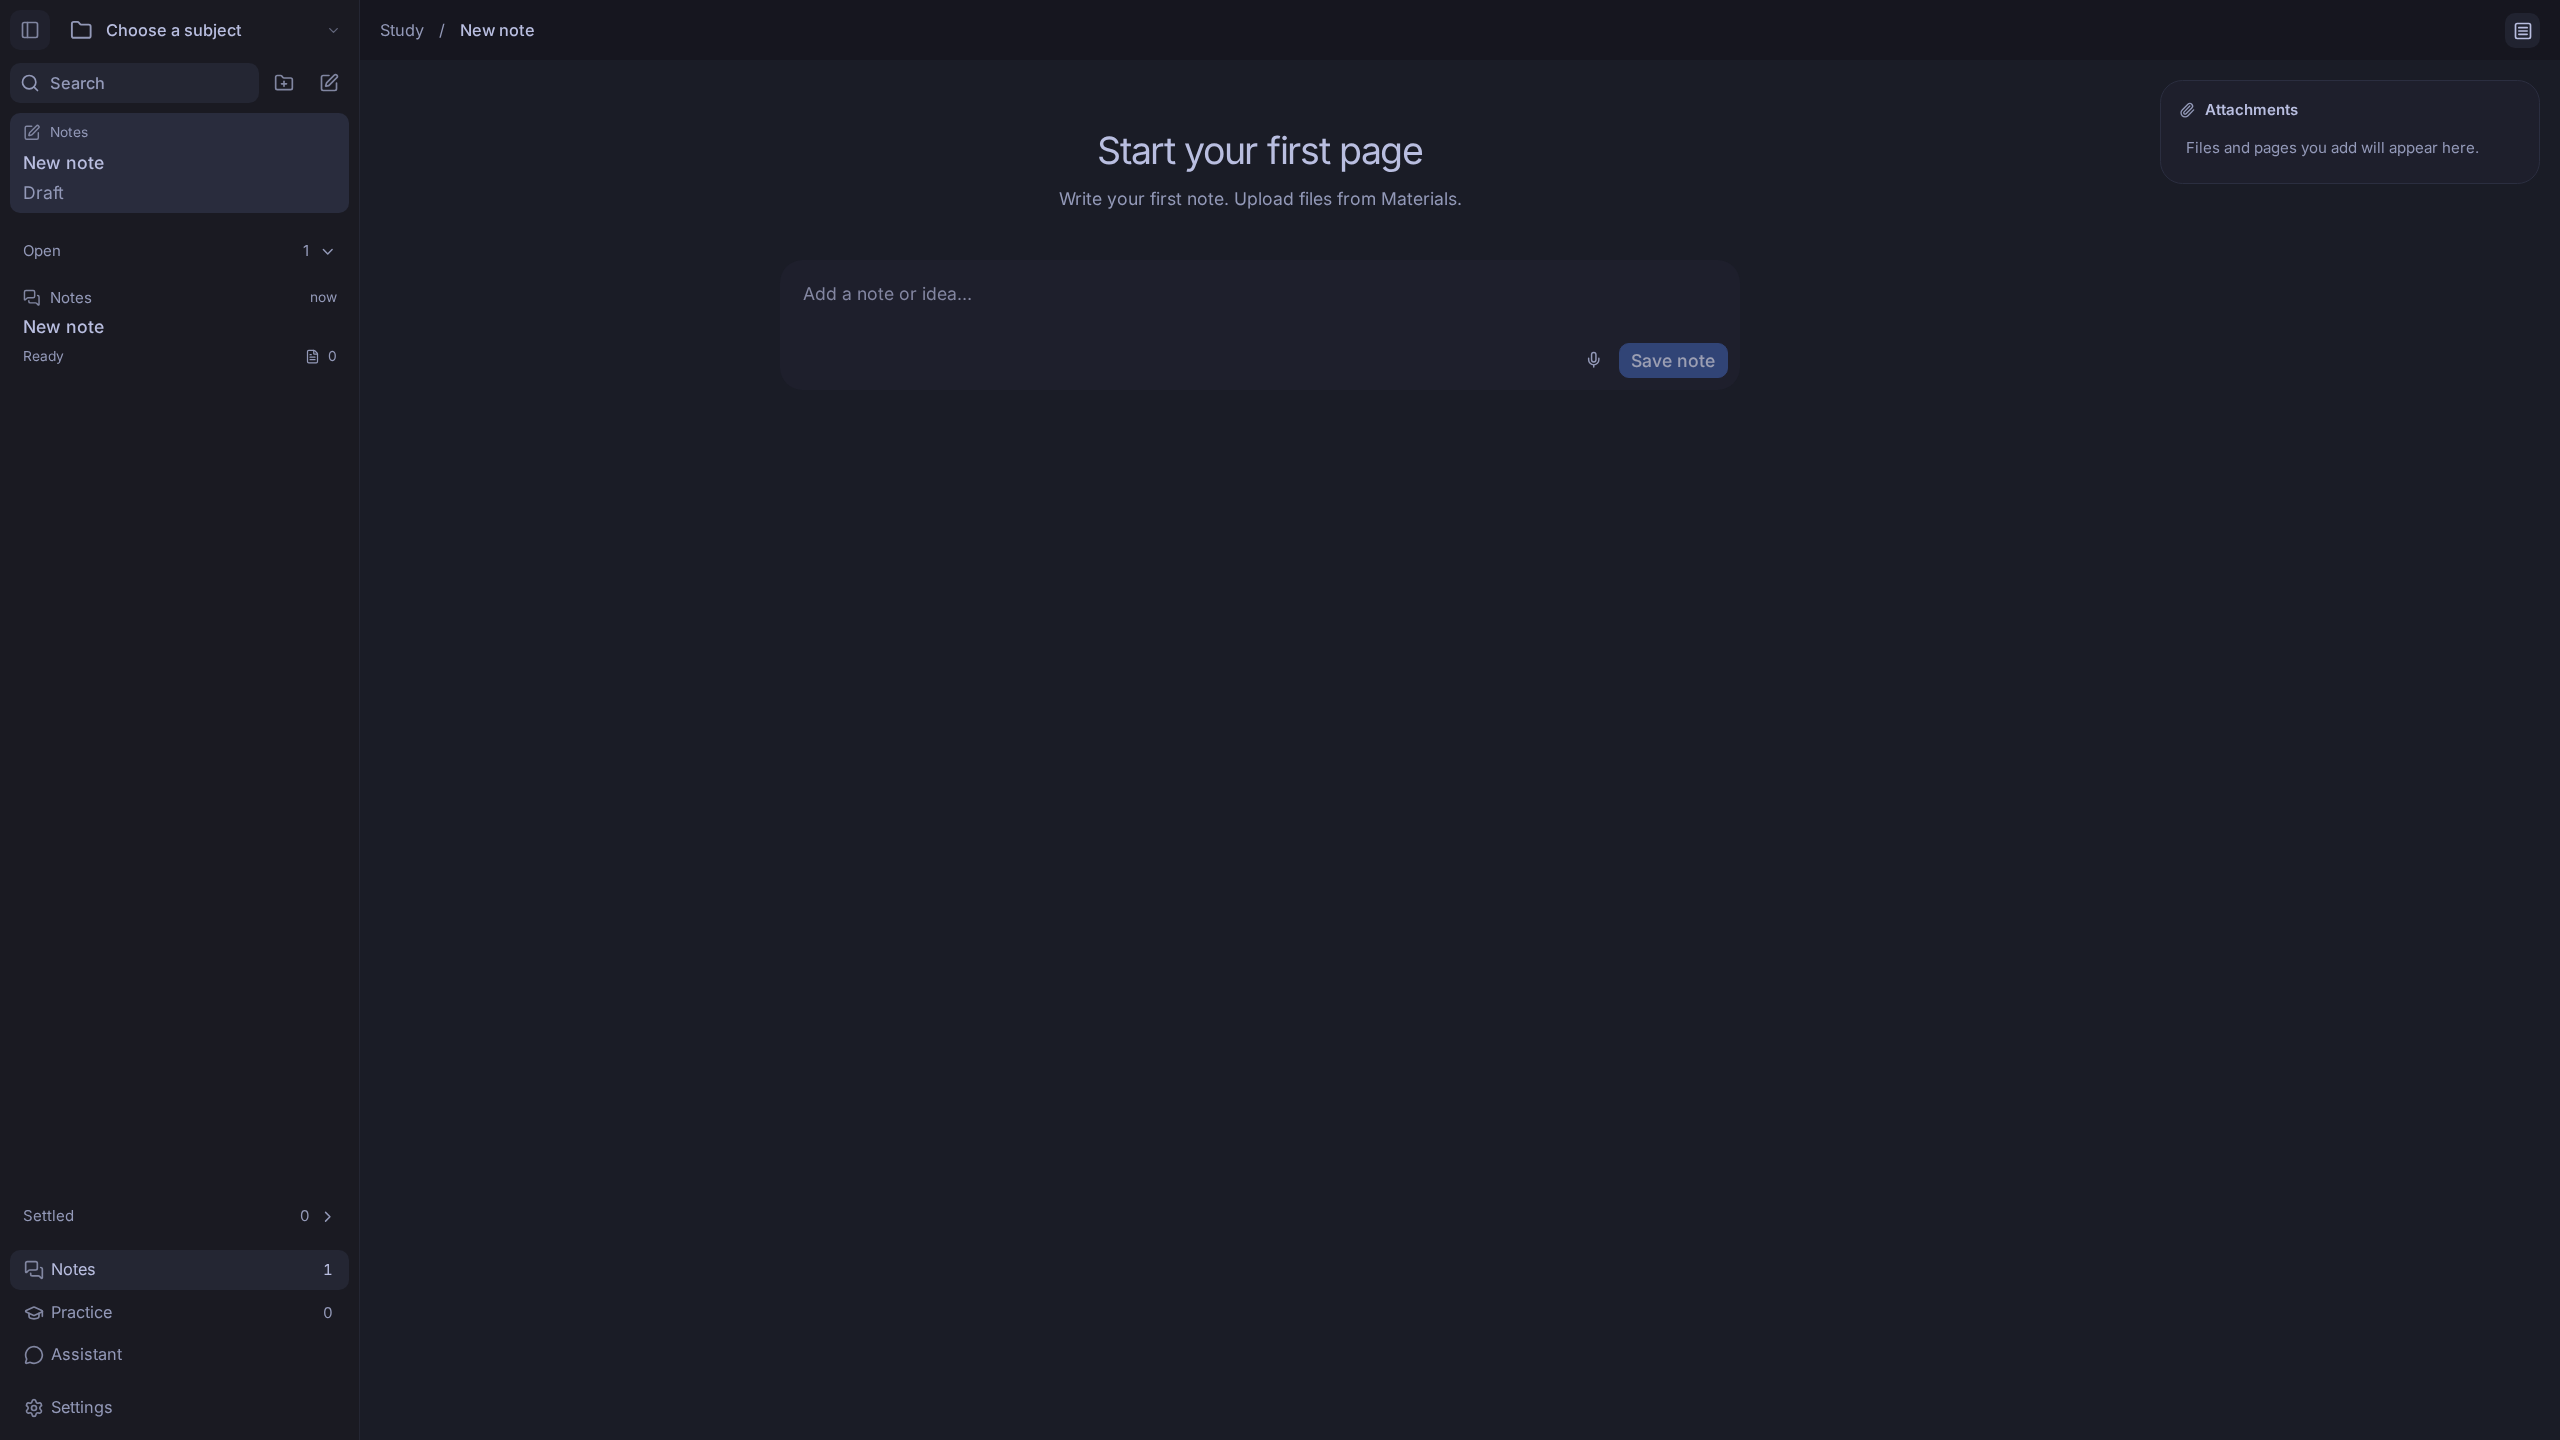 Choose a subject
Search
Notes
New note
Draft
Open 1
Notes now
New note
Ready 0
Settled 0
Notes 1
Practice 0
Assistant
Settings
Study / New note
Start your first page
Write your first note. Upload files from Materials.
Add a note or idea...
Save note
Attachments
Files and pages you add will appear here.